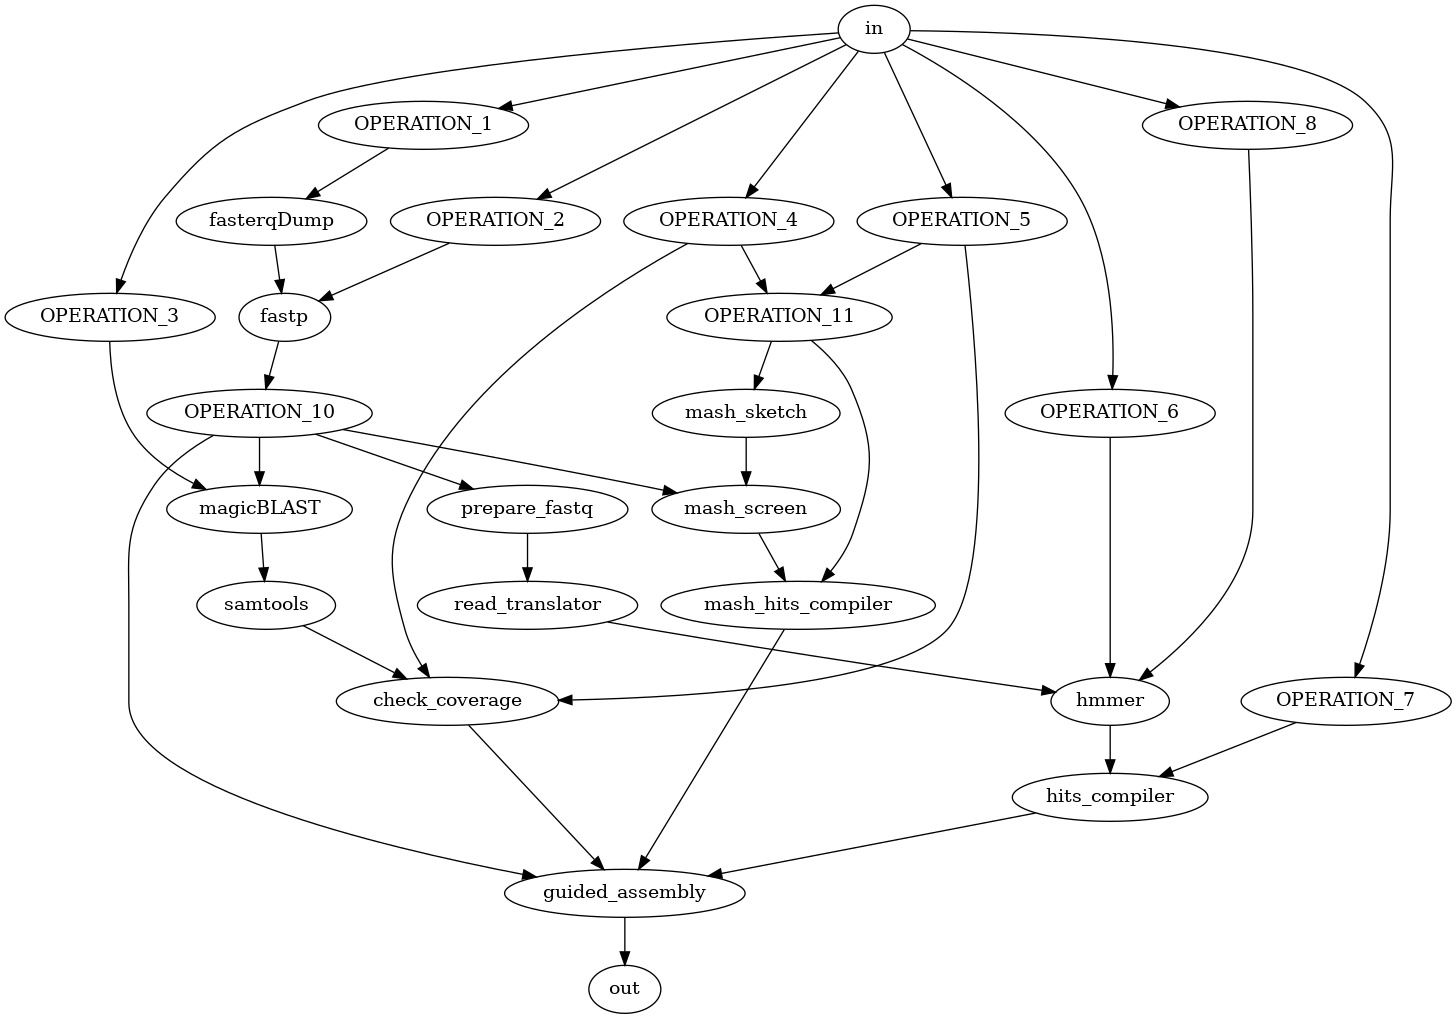 in
OPERATION_1
OPERATION_8
fasterqDump
OPERATION_2
OPERATION_4
OPERATION_5
OPERATION_3
fastp
OPERATION_11
OPERATION_10
mash_sketch
OPERATION_6
magicBLAST
prepare_fastq
mash_screen
samtools
read_translator
mash_hits_compiler
check_coverage
hmmer
OPERATION_7
hits_compiler
guided_assembly
out